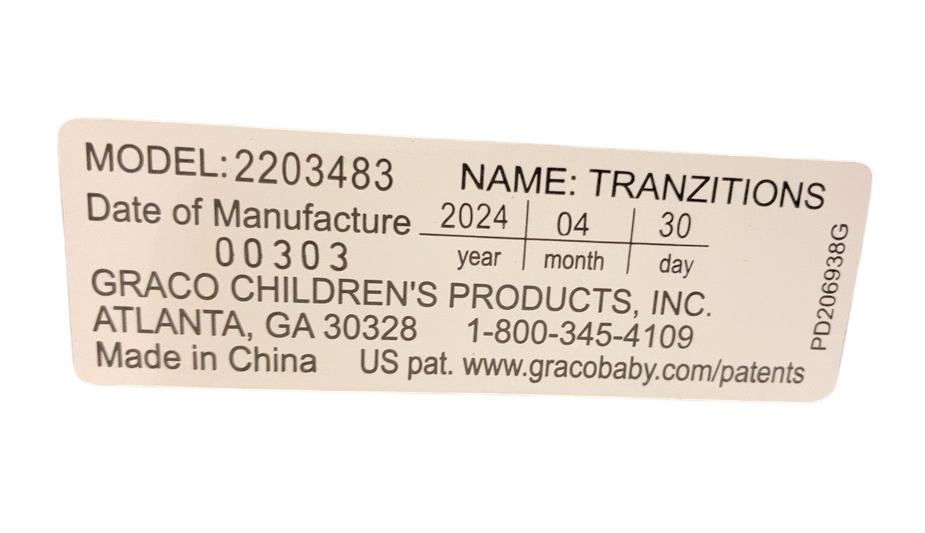 MODEL: 2203483 NAME: TRANZITIONS
Date of Manufacture 2024 04 30
00303 year month day
GRACO CHILDREN'S PRODUCTS, INC.
ATLANTA, GA 30328 1-800-345-4109
Made in China US pat. www.gracobaby.com/patents
PD206938G